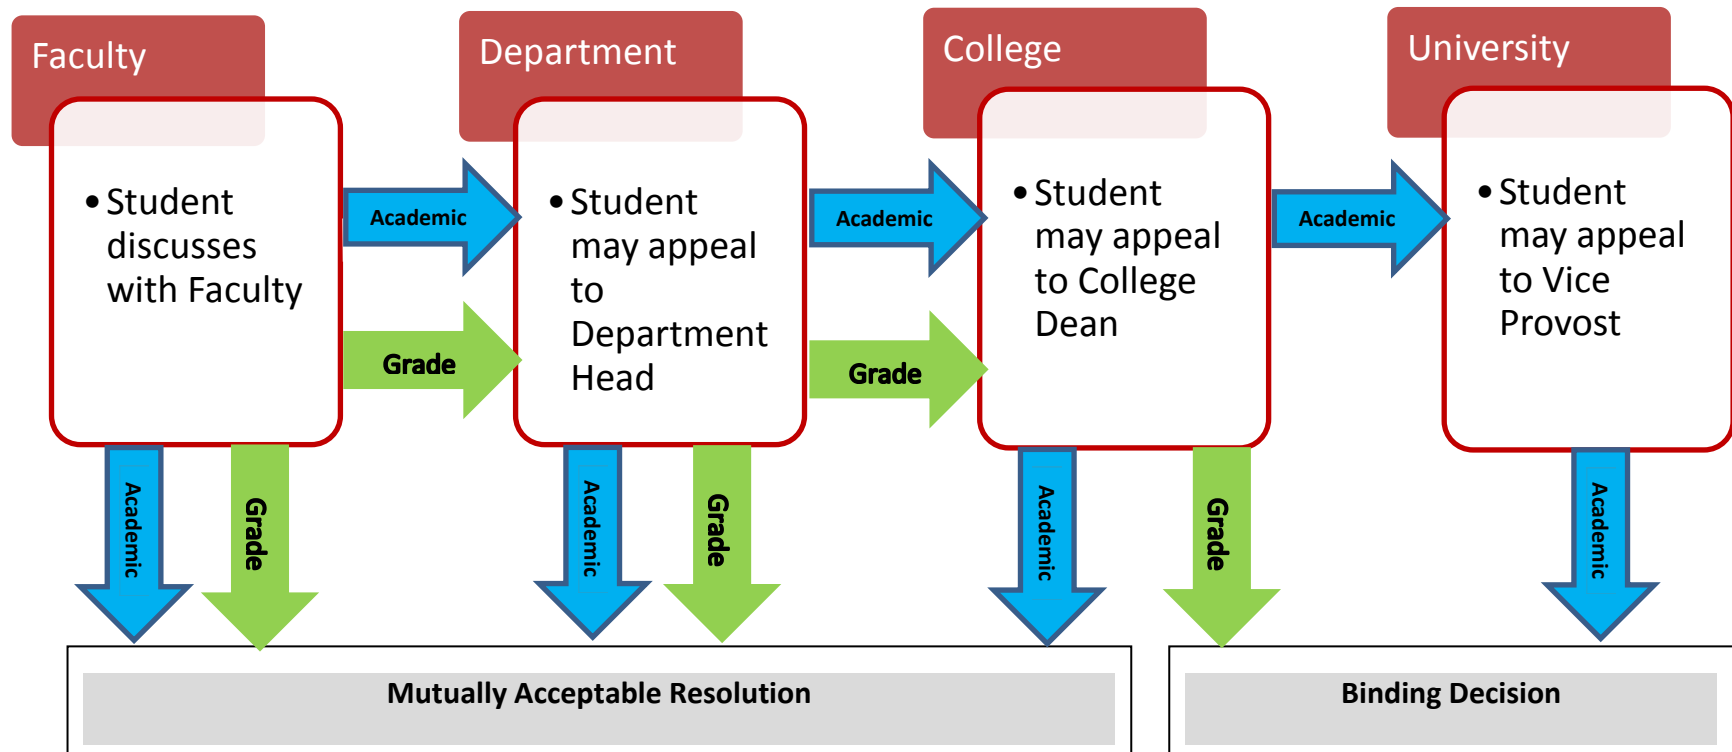 Faculty
Department
College
University
•Student
discusses
with Faculty
Academic
Grade
•Student
may appeal
to
Department
Head
Academic
Grade
•Student
may appeal
to College
Dean
Academic
•Student
may appeal
to Vice
Provost
Academic
Grade
Academic
Grade
Academic
Grade
Academic
Mutually Acceptable Resolution
Binding Decision